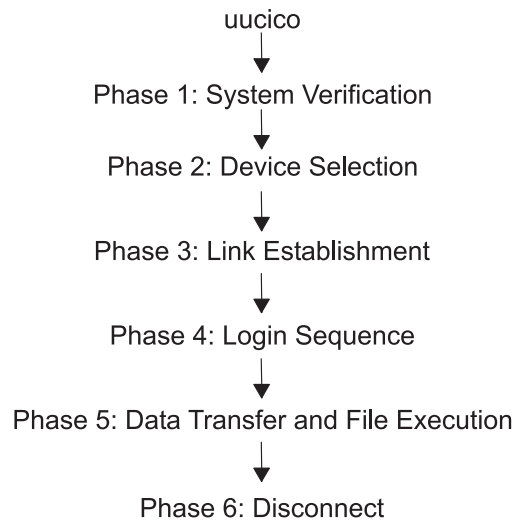 uucico
Phase 1: System Verification
Phase 2: Device Selection
Phase 3: Link Establishment
Phase 4: Login Sequence
Phase 5: Data Transfer and File Execution
Phase 6: Disconnect